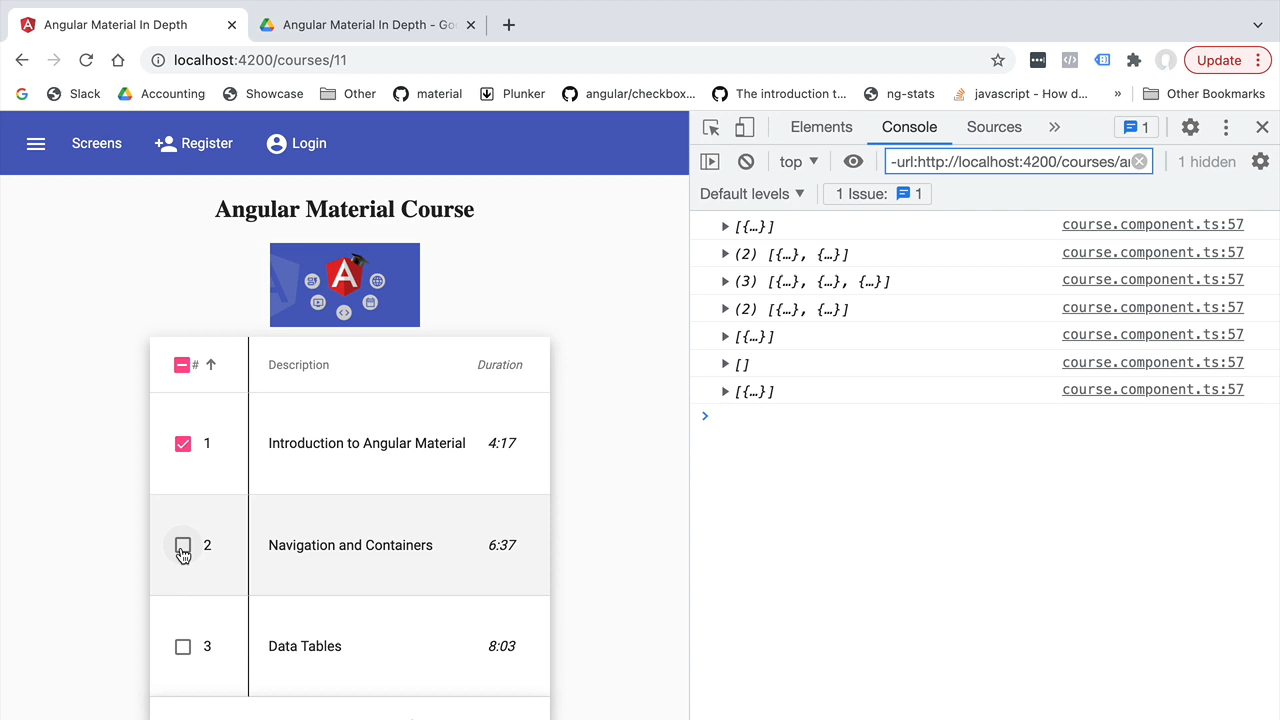 Angular Material In Depth
Angular Material In Depth - Goo
localhost:4200/courses/11
Update
Slack Accounting Showcase Other material Plunker angular/checkbox... The introduction t... ng-stats javascript - How d... » Other Bookmarks
Screens Register Login
Angular Material Course
# Description Duration
1 Introduction to Angular Material 4:17
2 Navigation and Containers 6:37
3 Data Tables 8:03
Elements Console Sources » 1
top -url:http://localhost:4200/courses/a 1 hidden
Default levels 1 Issue: 1
[{…}] course.component.ts:57
(2) [{…}, {…}] course.component.ts:57
(3) [{…}, {…}, {…}] course.component.ts:57
(2) [{…}, {…}] course.component.ts:57
[{…}] course.component.ts:57
[] course.component.ts:57
[{…}] course.component.ts:57